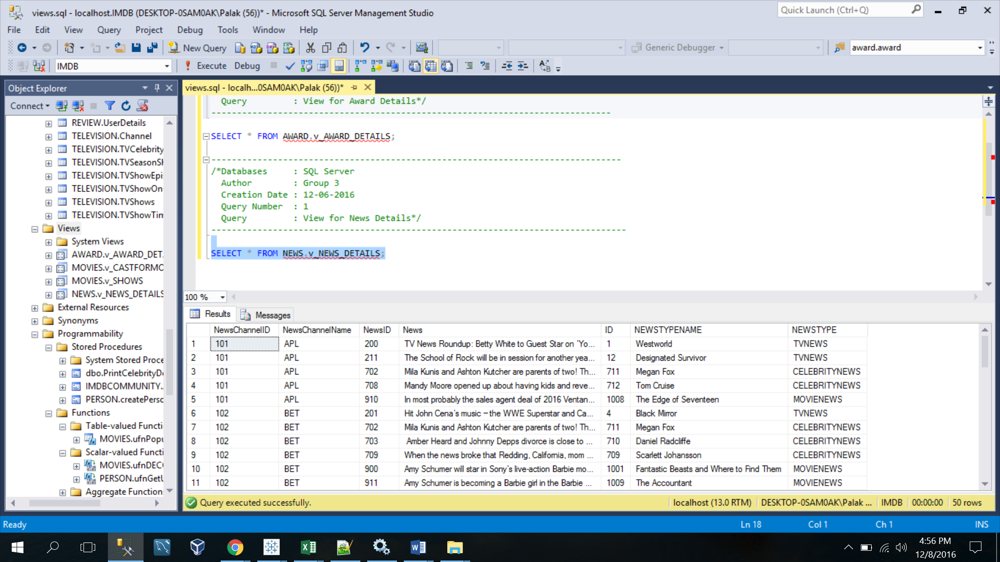 views.sql - localhost.IMDB (DESKTOP-0SAM0AK\Palak (56))* - Microsoft SQL Server Management Studio
Quick Launch (Ctrl+Q)
File Edit View Query Project Debug Tools Window Help
New Query
Generic Debugger
award.award
IMDB
Execute Debug
Object Explorer
Connect
REVIEW.UserDetails
TELEVISION.Channel
TELEVISION.TVCelebrity
TELEVISION.TVSeasonSh
TELEVISION.TVShowEpi
TELEVISION.TVShowOn
TELEVISION.TVShows
TELEVISION.TVShowTim
Views
System Views
AWARD.v_AWARD_DET
MOVIES.v_CASTFORMO
MOVIES.v_SHOWS
NEWS.v_NEWS_DETAILS
External Resources
Synonyms
Programmability
Stored Procedures
System Stored Proce
dbo.PrintCelebrityD
IMDBCOMMUNITY.
PERSON.createPerso
Functions
Table-valued Functi
MOVIES.ufnPopu
Scalar-valued Functi
MOVIES.ufnDEC
PERSON.ufnGetU
Aggregate Function
views.sql - localh...0SAM0AK\Palak (56))*
Query : View for Award Details*/
------------------------------------------------------------------------------
SELECT * FROM AWARD.v_AWARD_DETAILS;
--------------------------------------------------------------------------------
/*Databases : SQL Server
Author : Group 3
Creation Date : 12-06-2016
Query Number : 1
Query : View for News Details*/
---------------------------------------------------------------------------------
SELECT * FROM NEWS.v_NEWS_DETAILS;
100 %
Results Messages
NewsChannelID NewsChannelName NewsID News ID NEWSTYPENAME NEWSTYPE
1 101 APL 200 TV News Roundup: Betty White to Guest Star on 'Yo... 1 Westworld TVNEWS
2 101 APL 211 The School of Rock will be in session for another yea... 12 Designated Survivor TVNEWS
3 101 APL 702 Mila Kunis and Ashton Kutcher are parents of two! Th... 711 Megan Fox CELEBRITYNEWS
4 101 APL 708 Mandy Moore opened up about having kids and reve... 712 Tom Cruise CELEBRITYNEWS
5 101 APL 910 In most probably the sales agent deal of 2016 Ventan... 1008 The Edge of Seventeen MOVIENEWS
6 102 BET 201 Hit John Cena's music – the WWE Superstar and Ca... 4 Black Mirror TVNEWS
7 102 BET 702 Mila Kunis and Ashton Kutcher are parents of two! Th... 711 Megan Fox CELEBRITYNEWS
8 102 BET 703 Amber Heard and Johnny Depps divorce is close to ... 710 Daniel Radcliffe CELEBRITYNEWS
9 102 BET 709 When the news broke that Redding, California, mom ... 709 Scarlett Johansson CELEBRITYNEWS
10 102 BET 900 Amy Schumer will star in Sony's live-action Barbie mo... 1001 Fantastic Beasts and Where to Find Them MOVIENEWS
11 102 BET 911 Amy Schumer is becoming a Barbie girl in the Barbie ... 1009 The Accountant MOVIENEWS
Query executed successfully.
localhost (13.0 RTM) DESKTOP-0SAM0AK\Palak ... IMDB 00:00:00 50 rows
Ready
Ln 18 Col 1 Ch 1 INS
4:56 PM
12/8/2016